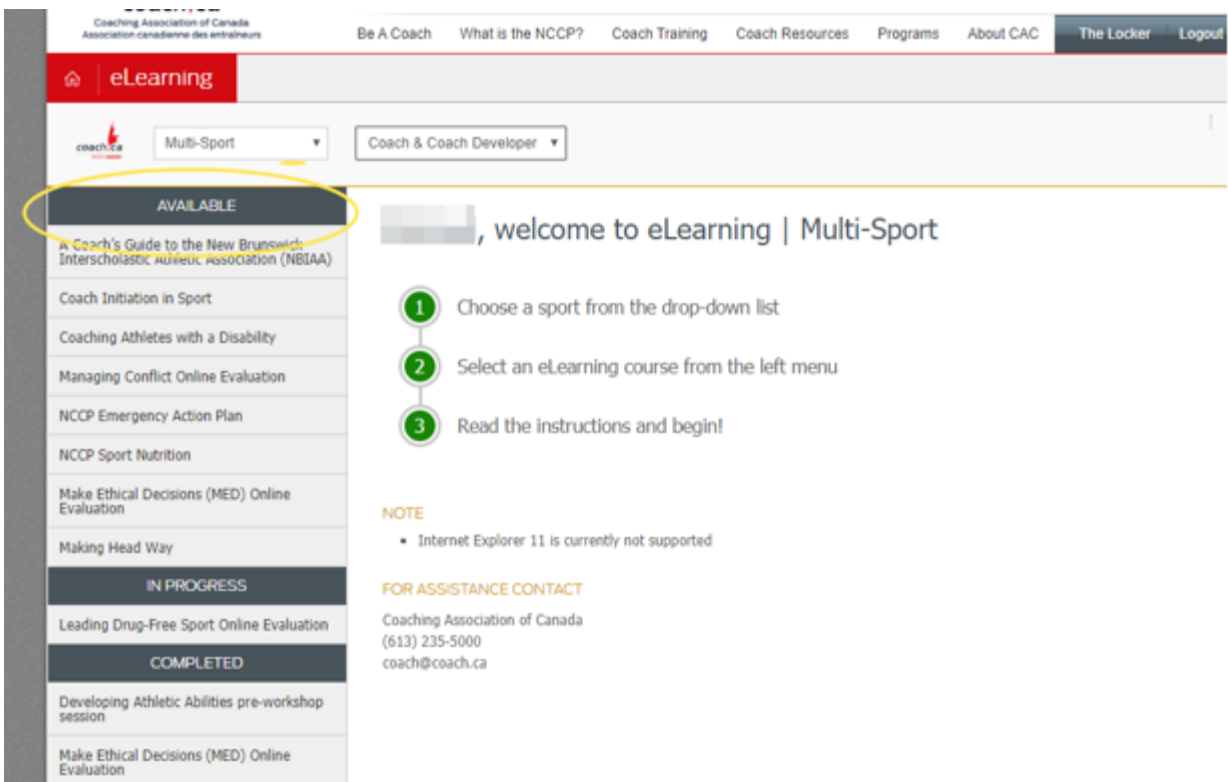 coach.ca
Coaching Association of Canada
Association canadienne des entraîneurs
Be A Coach What is the NCCP? Coach Training Coach Resources Programs About CAC The Locker Logout
eLearning
coach.ca
Multi-Sport
Coach & Coach Developer
AVAILABLE
A Coach's Guide to the New Brunswick
Interscholastic Athletic Association (NBIAA)
Coach Initiation in Sport
Coaching Athletes with a Disability
Managing Conflict Online Evaluation
NCCP Emergency Action Plan
NCCP Sport Nutrition
Make Ethical Decisions (MED) Online
Evaluation
Making Head Way
IN PROGRESS
Leading Drug-Free Sport Online Evaluation
COMPLETED
Developing Athletic Abilities pre-workshop
session
Make Ethical Decisions (MED) Online
Evaluation
, welcome to eLearning | Multi-Sport
1 Choose a sport from the drop-down list
2 Select an eLearning course from the left menu
3 Read the instructions and begin!
NOTE
Internet Explorer 11 is currently not supported
FOR ASSISTANCE CONTACT
Coaching Association of Canada
(613) 235-5000
coach@coach.ca